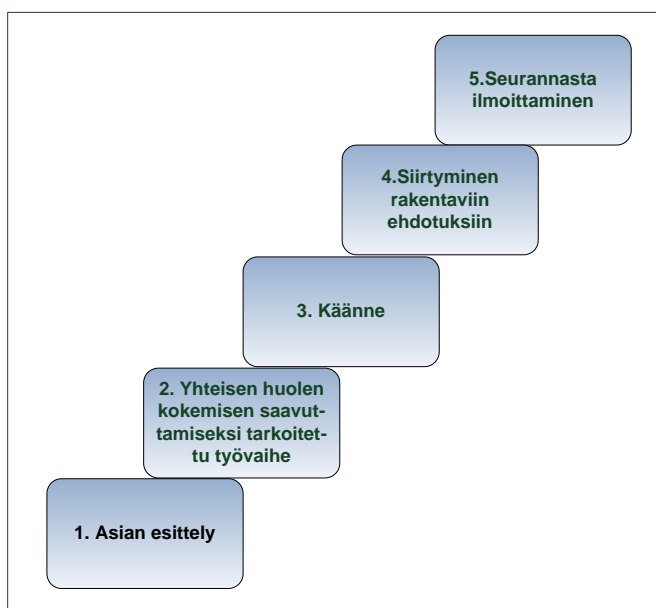 5.Seurannasta
ilmoittaminen
4.Siirtyminen
rakentaviin
ehdotuksiin
3. Käänne
2. Yhteisen huolen
kokemisen saavut-
tamiseksi tarkoitet-
tu työvaihe
1. Asian esittely